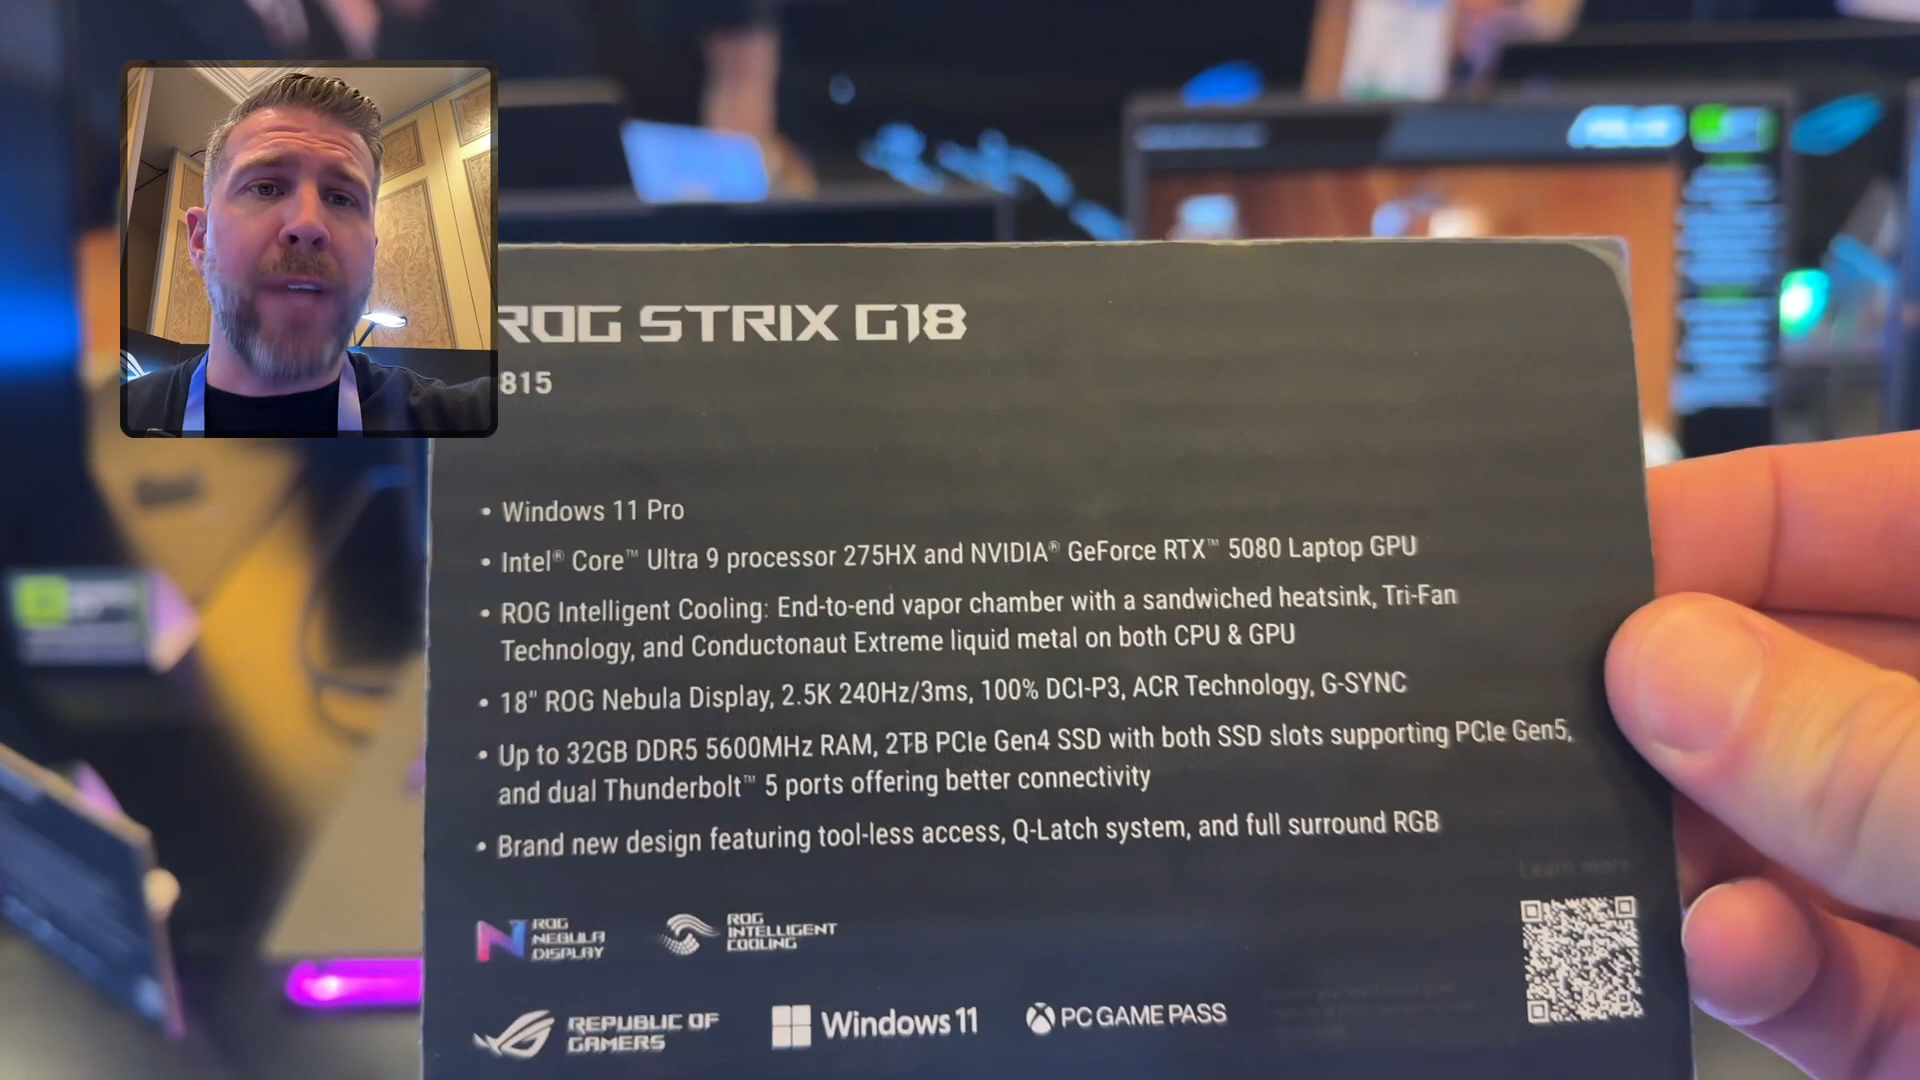 ROG STRIX G18
815
• Windows 11 Pro
• Intel® Core™ Ultra 9 processor 275HX and NVIDIA® GeForce RTX™ 5080 Laptop GPU
• ROG Intelligent Cooling: End-to-end vapor chamber with a sandwiched heatsink, Tri-Fan
Technology, and Conductonaut Extreme liquid metal on both CPU & GPU
• 18" ROG Nebula Display, 2.5K 240Hz/3ms, 100% DCI-P3, ACR Technology, G-SYNC
• Up to 32GB DDR5 5600MHz RAM, 2TB PCIe Gen4 SSD with both SSD slots supporting PCIe Gen5,
and dual Thunderbolt™ 5 ports offering better connectivity
• Brand new design featuring tool-less access, Q-Latch system, and full surround RGB
Learn more
ROG
NEBULA
DISPLAY
ROG
INTELLIGENT
COOLING
REPUBLIC OF
GAMERS
Windows 11
PC GAME PASS